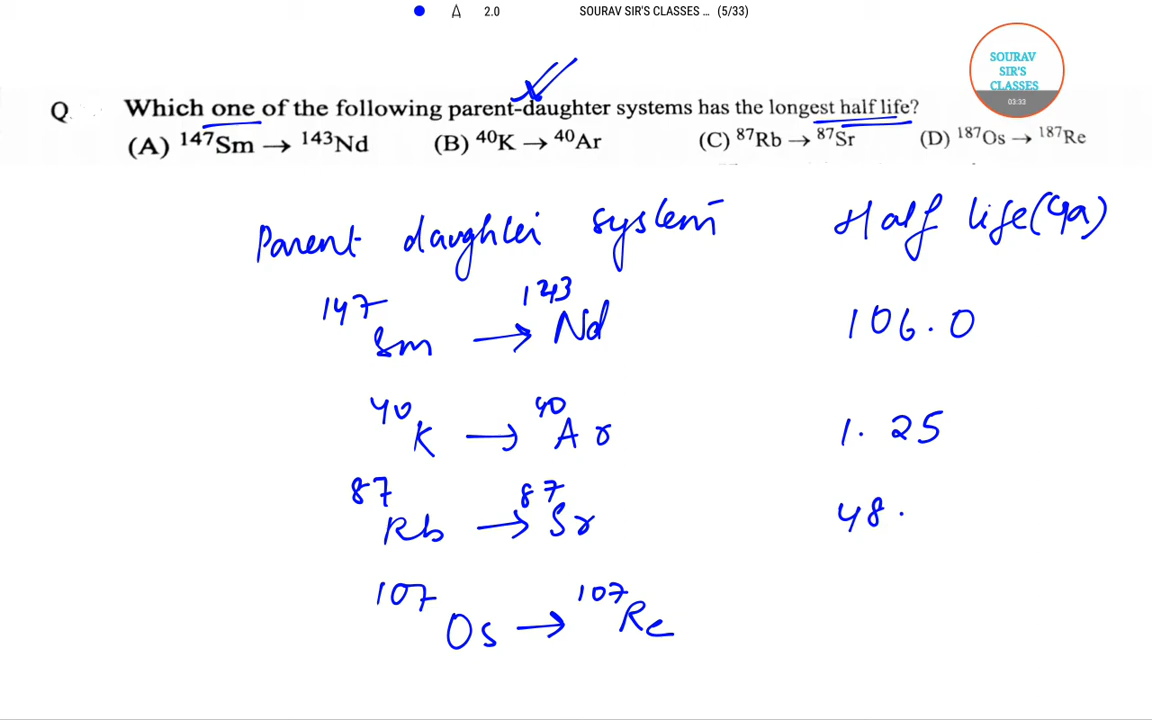 A 2.0 SOURAV SIR'S CLASSES ... (5/33)
SOURAV
SIR'S
CLASSES
03:33
Q. Which one of the following parent-daughter systems has the longest half life?
(A) ¹⁴⁷Sm → ¹⁴³Nd (B) ⁴⁰K → ⁴⁰Ar (C) ⁸⁷Rb → ⁸⁷Sr (D) ¹⁸⁷Os → ¹⁸⁷Re
Parent daughter system Half life (Ga)
¹⁴⁷Sm → ¹⁴³Nd 106.0
⁴⁰K → ⁴⁰Ar 1.25
⁸⁷Rb → ⁸⁷Sr 48.
¹⁰⁷Os → ¹⁰⁷Re